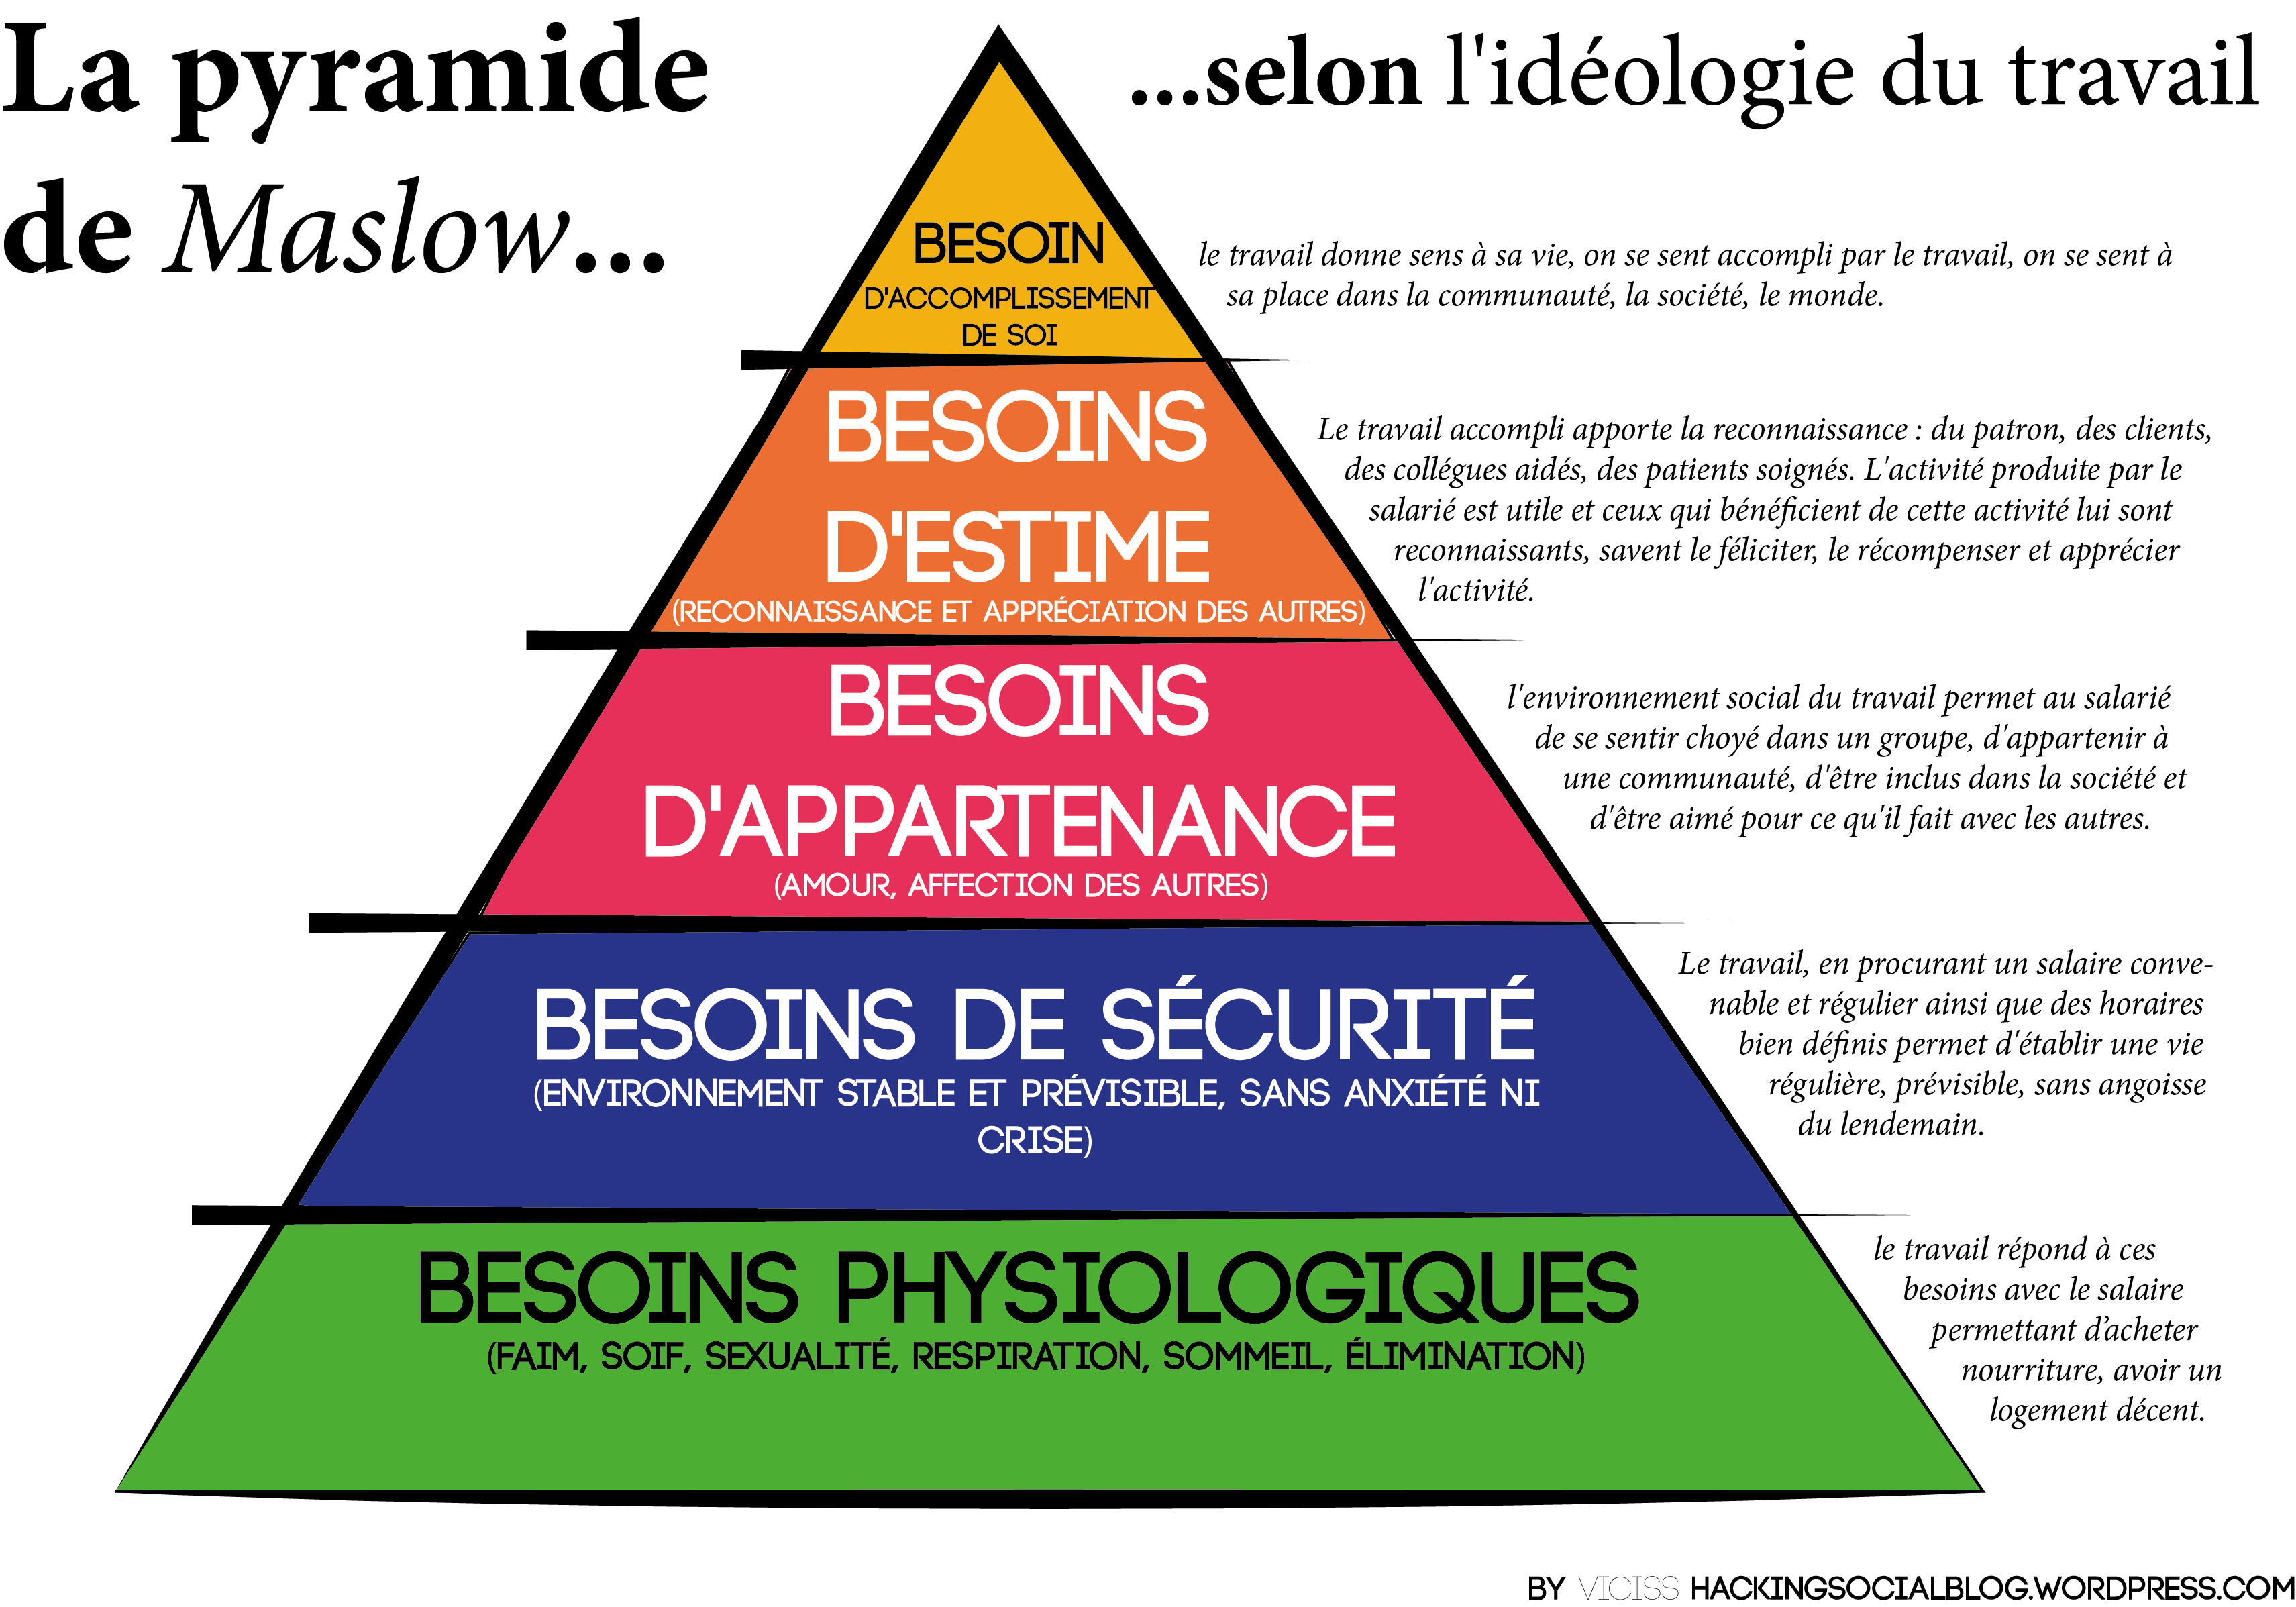 La pyramide
de Maslow...
...selon l'idéologie du travail
BESOIN
D'ACCOMPLISSEMENT
DE SOI
le travail donne sens à sa vie, on se sent accompli par le travail, on se sent à
sa place dans la communauté, la société, le monde.
BESOINS
D'ESTIME
(RECONNAISSANCE ET APPRÉCIATION DES AUTRES)
Le travail accompli apporte la reconnaissance : du patron, des clients,
des collégues aidés, des patients soignés. L'activité produite par le
salarié est utile et ceux qui bénéficient de cette activité lui sont
reconnaissants, savent le féliciter, le récompenser et apprécier
l'activité.
BESOINS
D'APPARTENANCE
(AMOUR, AFFECTION DES AUTRES)
l'environnement social du travail permet au salarié
de se sentir choyé dans un groupe, d'appartenir à
une communauté, d'être inclus dans la société et
d'être aimé pour ce qu'il fait avec les autres.
BESOINS DE SÉCURITÉ
(ENVIRONNEMENT STABLE ET PRÉVISIBLE, SANS ANXIÉTÉ NI
CRISE)
Le travail, en procurant un salaire conve-
nable et régulier ainsi que des horaires
bien définis permet d'établir une vie
régulière, prévisible, sans angoisse
du lendemain.
BESOINS PHYSIOLOGIQUES
(FAIM, SOIF, SEXUALITÉ, RESPIRATION, SOMMEIL, ÉLIMINATION)
le travail répond à ces
besoins avec le salaire
permettant d’acheter
nourriture, avoir un
logement décent.
BY VICISS HACKINGSOCIALBLOG.WORDPRESS.COM